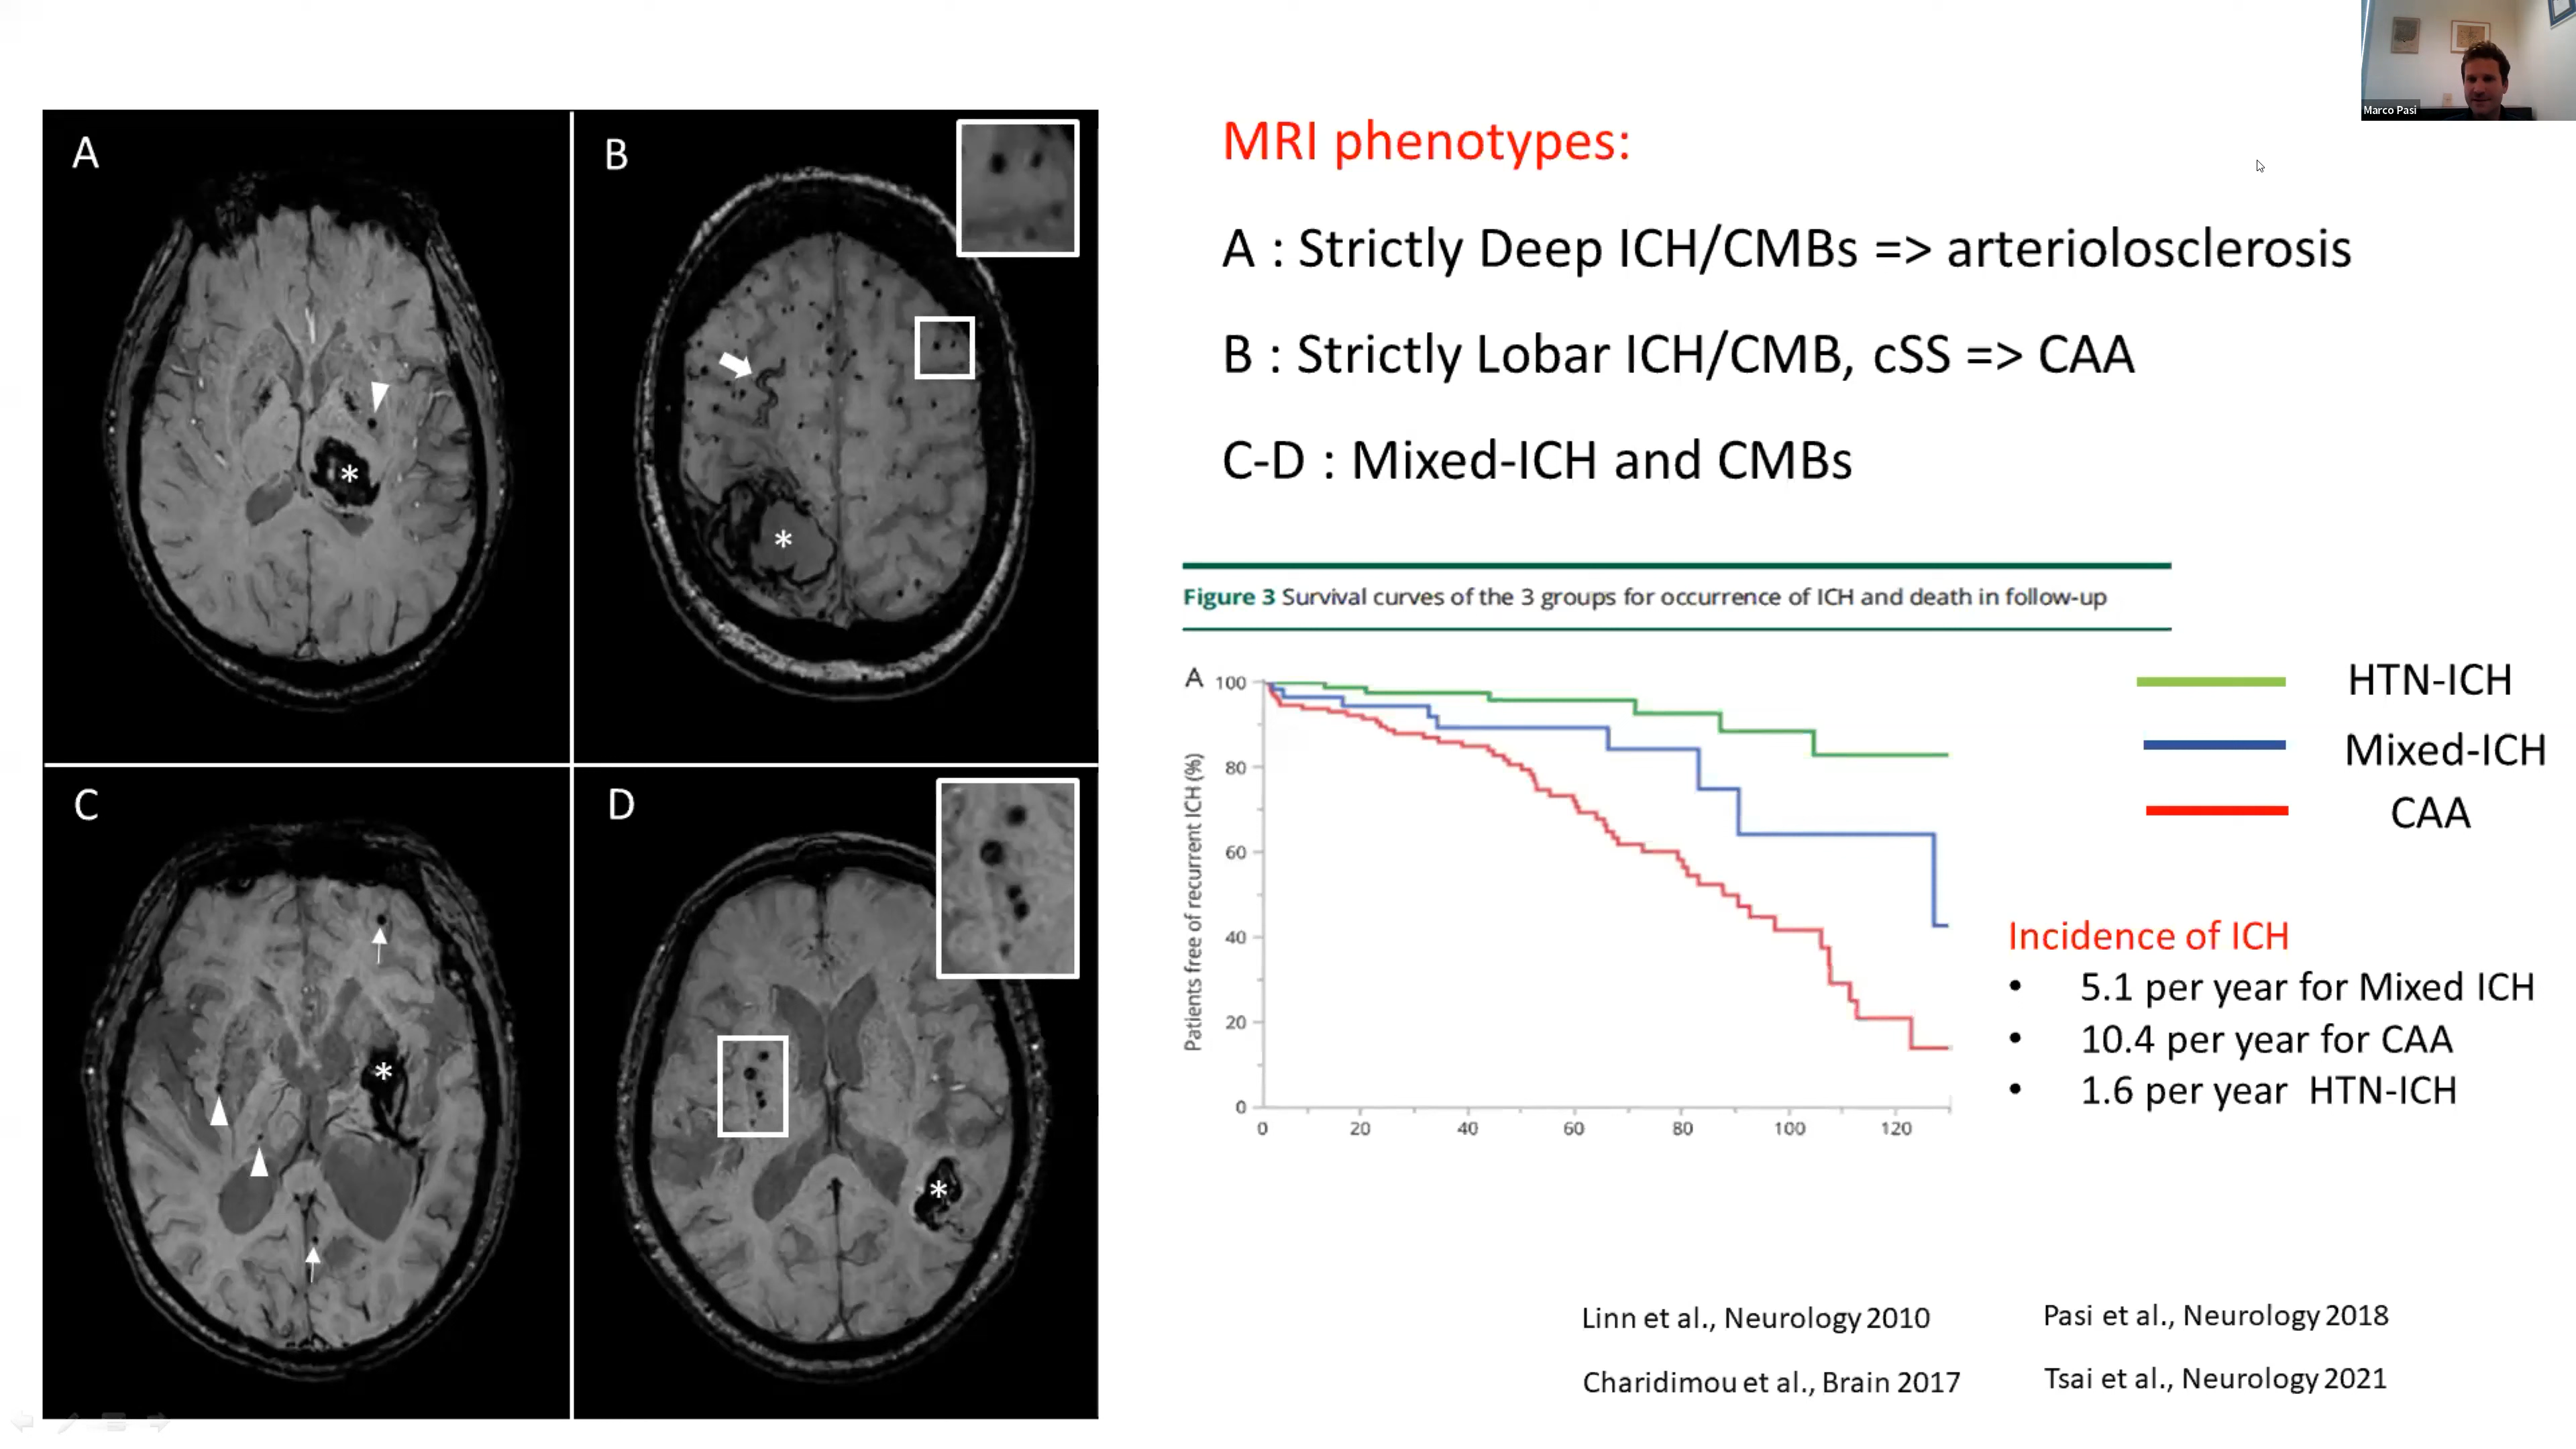 Marco Pasi
A
B
C
D
*
*
*
*
MRI phenotypes:
A : Strictly Deep ICH/CMBs => arteriolosclerosis
B : Strictly Lobar ICH/CMB, cSS => CAA
C-D : Mixed-ICH and CMBs
Figure 3 Survival curves of the 3 groups for occurrence of ICH and death in follow-up
A
Patients free of recurrent ICH (%)
100
80
60
40
20
0
0 20 40 60 80 100 120
HTN-ICH
Mixed-ICH
CAA
Incidence of ICH
• 5.1 per year for Mixed ICH
• 10.4 per year for CAA
• 1.6 per year HTN-ICH
Linn et al., Neurology 2010
Pasi et al., Neurology 2018
Charidimou et al., Brain 2017
Tsai et al., Neurology 2021